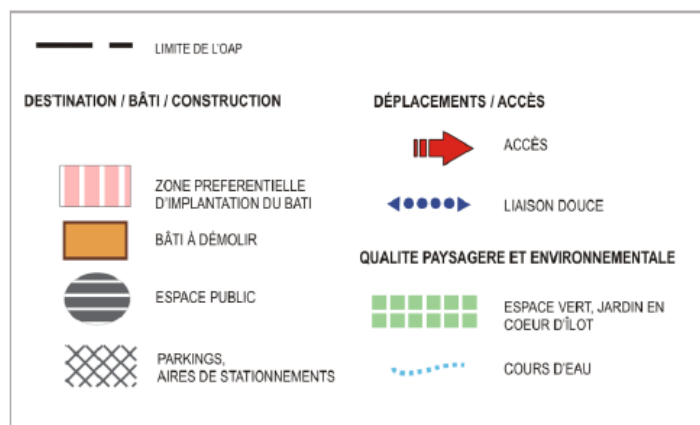 LIMITE DE L'OAP
DESTINATION / BÂTI / CONSTRUCTION
ZONE PREFERENTIELLE
D'IMPLANTATION DU BATI
BÂTI À DÉMOLIR
ESPACE PUBLIC
PARKINGS,
AIRES DE STATIONNEMENTS
DÉPLACEMENTS / ACCÈS
ACCÈS
LIAISON DOUCE
QUALITE PAYSAGERE ET ENVIRONNEMENTALE
ESPACE VERT, JARDIN EN
COEUR D'ÎLOT
COURS D'EAU